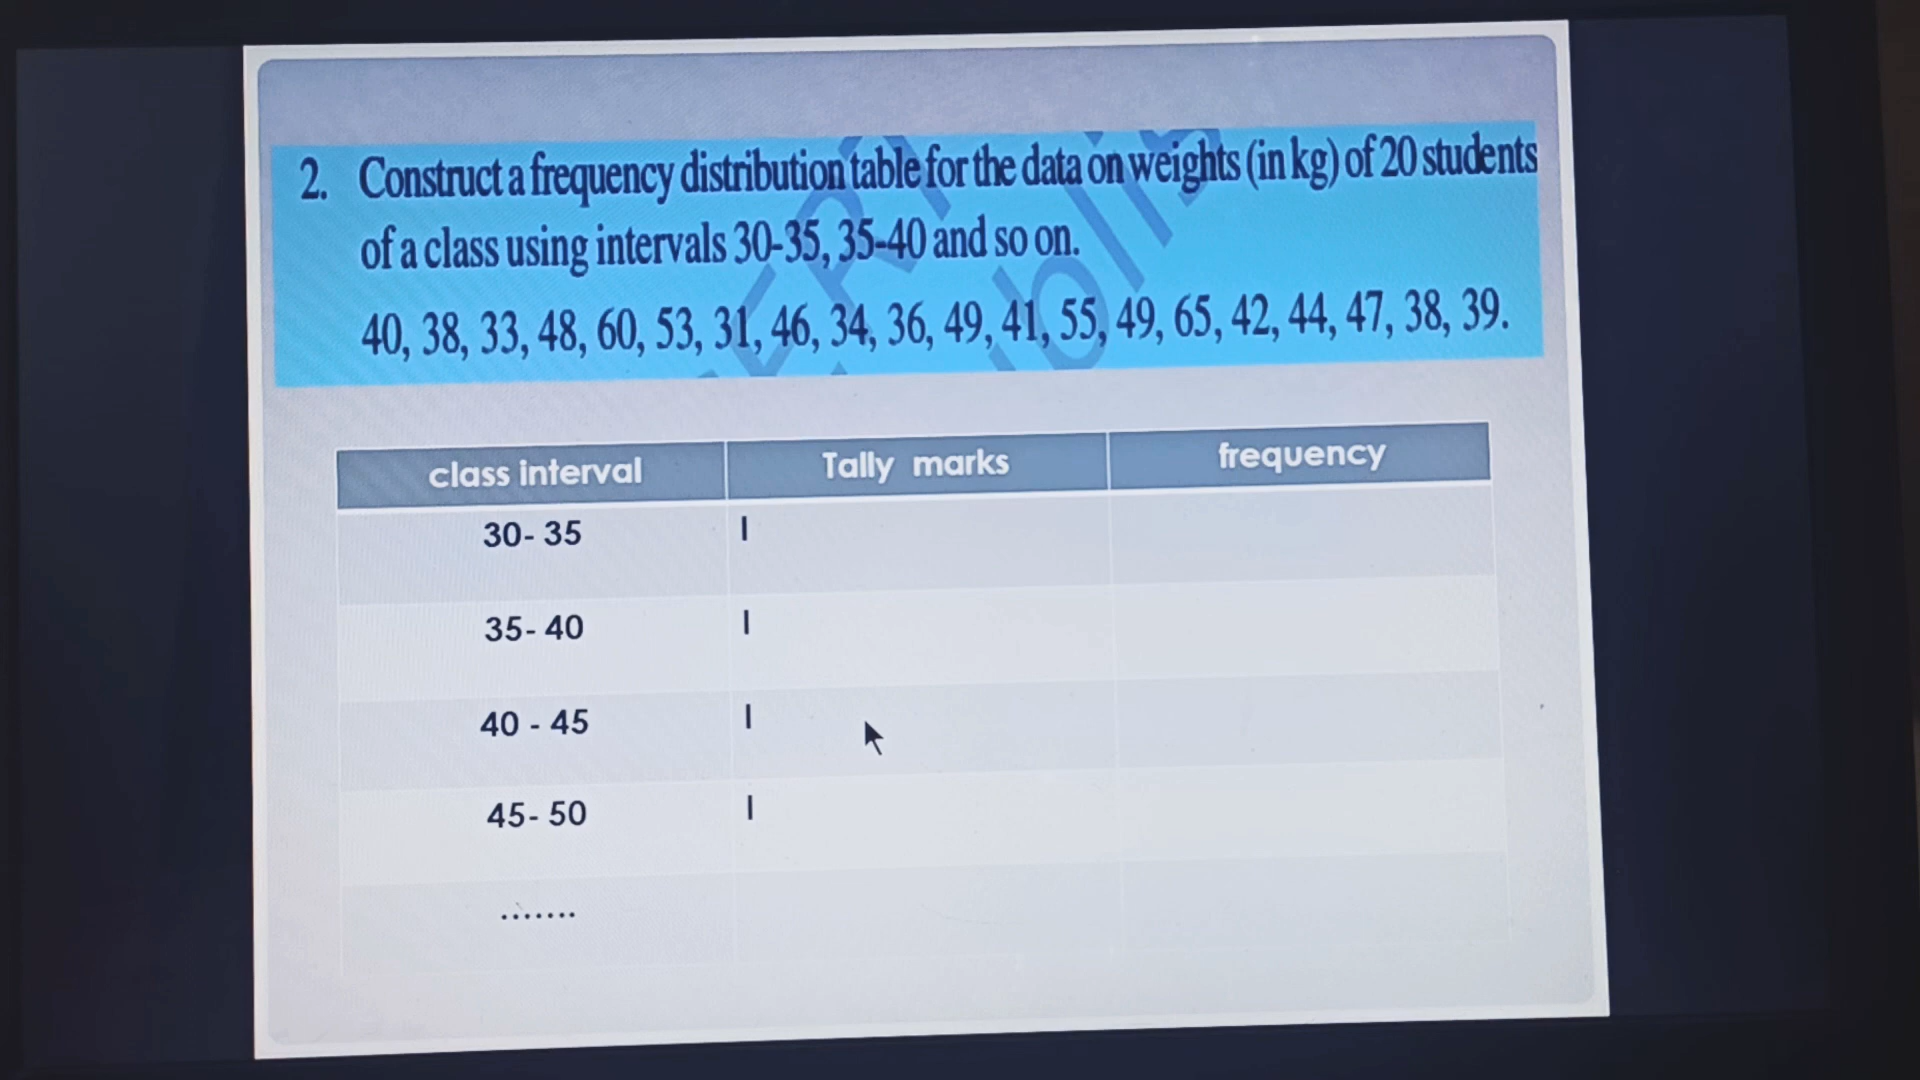 2. Construct a frequency distribution table for the data on weights (in kg) of 20 students
of a class using intervals 30-35, 35-40 and so on.
40, 38, 33, 48, 60, 53, 31, 46, 34, 36, 49, 41, 55, 49, 65, 42, 44, 47, 38, 39.
class interval Tally marks frequency
30- 35 I
35- 40 I
40 - 45 I
45- 50 I
.......